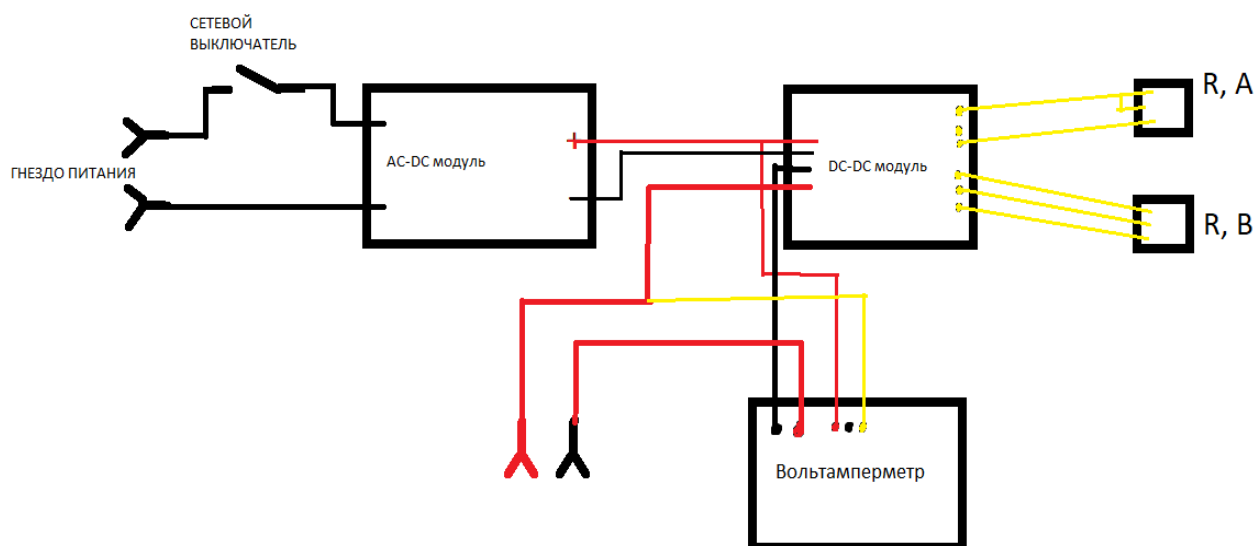 СЕТЕВОЙ
ВЫКЛЮЧАТЕЛЬ
R, A
AC-DC модуль
DC-DC модуль
ГНЕЗДО ПИТАНИЯ
R, B
Вольтамперметр